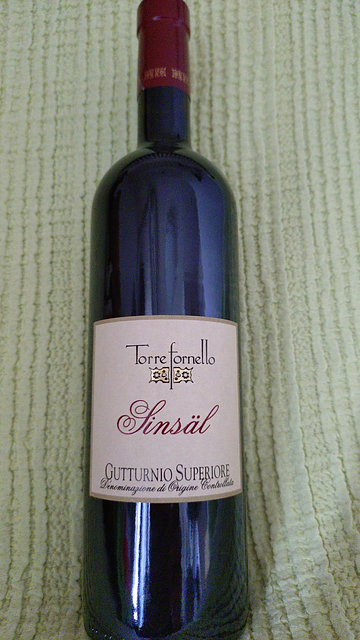 Torre fornello
Sinsäl
GUTTURNIO SUPERIORE
Denominazione di Origine Controllata